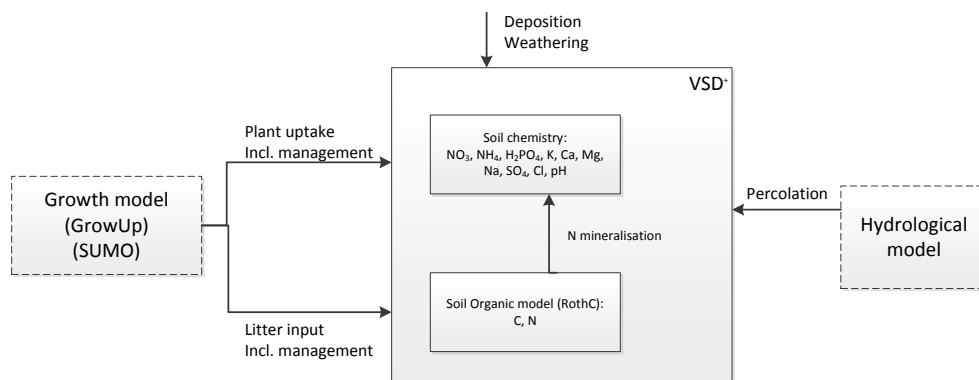 Deposition
Weathering
VSD⁺
Plant uptake
Incl. management
Soil chemistry:
NO₃, NH₄, H₂PO₄, K, Ca, Mg,
Na, SO₄, Cl, pH
Growth model
(GrowUp)
(SUMO)
Percolation
Hydrological
model
N mineralisation
Soil Organic model (RothC):
C, N
Litter input
Incl. management